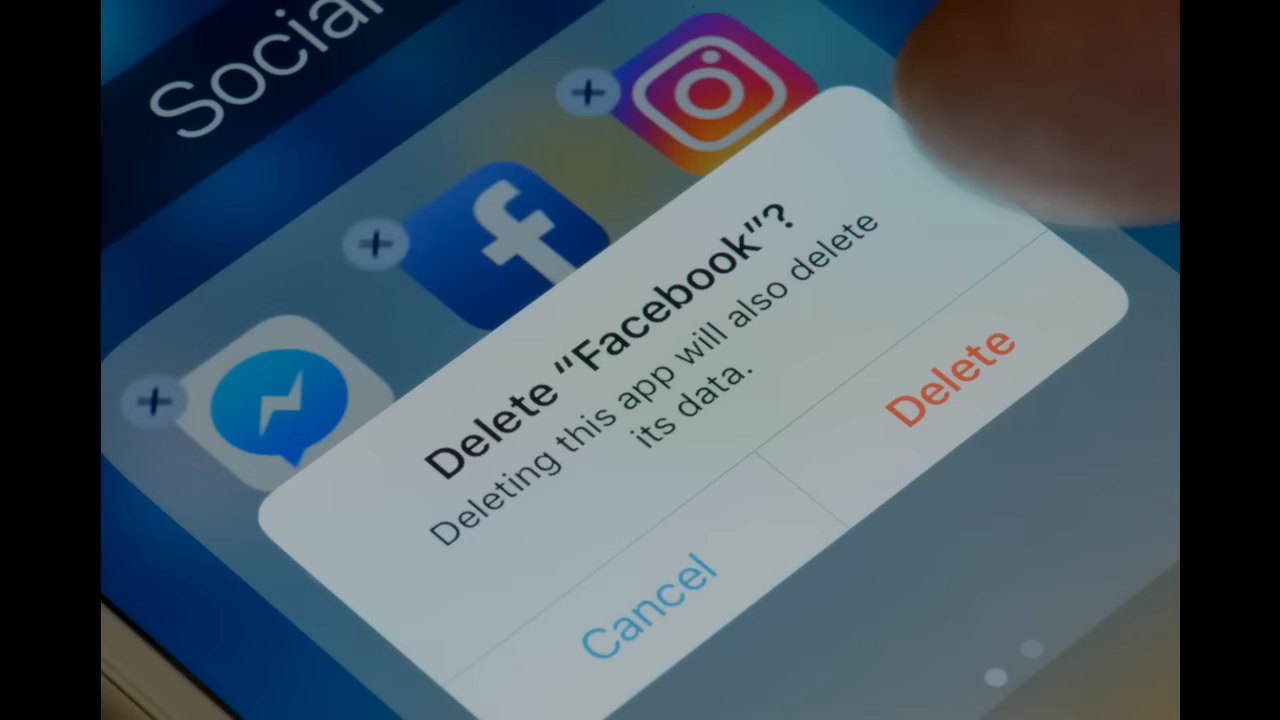 Social
Delete “Facebook”?
Deleting this app will also delete
its data.
Cancel
Delete